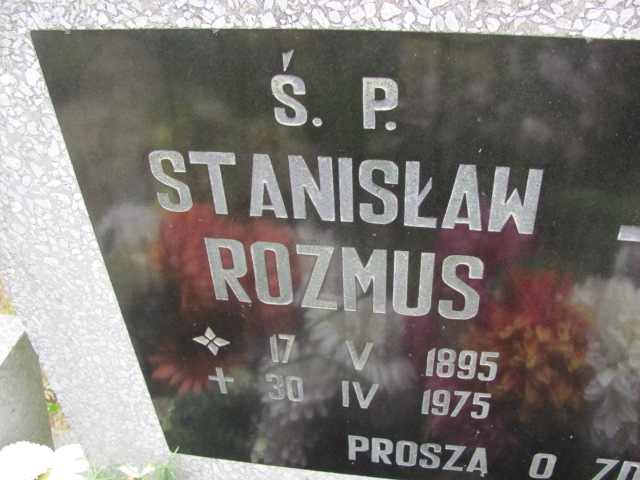 Ś. P.
STANISŁAW
ROZMUS
17 V 1895
+ 30 IV 1975
PROSZĄ O